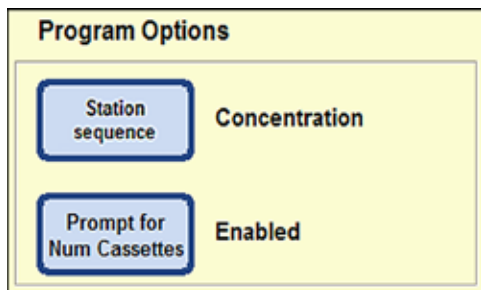 Program Options
Station
sequence
Concentration
Prompt for
Num Cassettes
Enabled